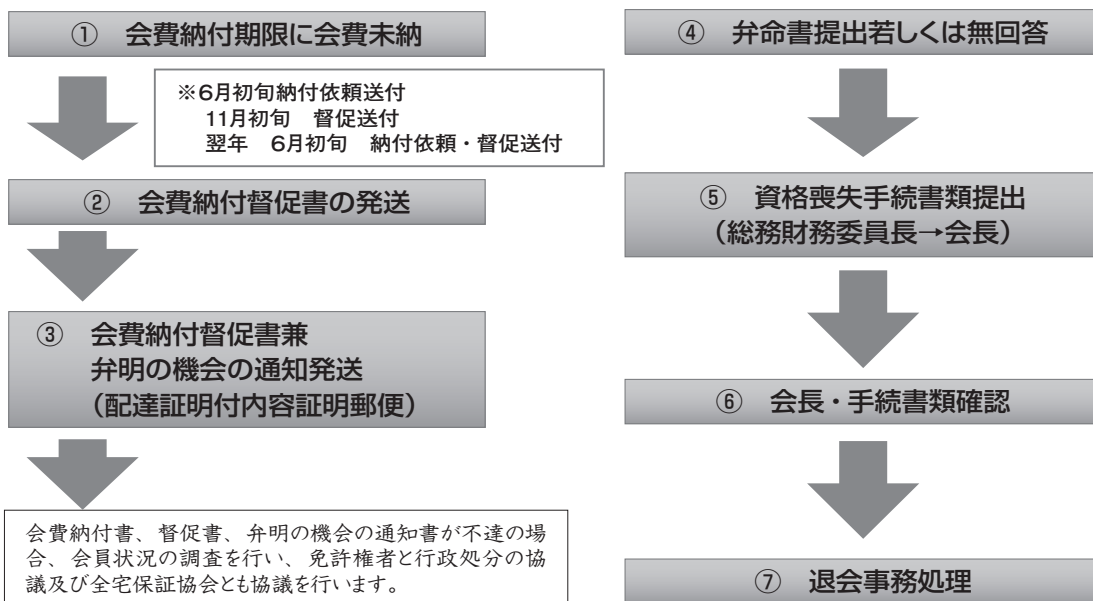 ① 会費納付期限に会費未納
※6月初旬納付依頼送付
11月初旬 督促送付
翌年 6月初旬 納付依頼・督促送付
② 会費納付督促書の発送
③ 会費納付督促書兼
弁明の機会の通知発送
（配達証明付内容証明郵便）
会費納付書、督促書、弁明の機会の通知書が不達の場
合、会員状況の調査を行い、免許権者と行政処分の協
議及び全宅保証協会とも協議を行います。
④ 弁命書提出若しくは無回答
⑤ 資格喪失手続書類提出
（総務財務委員長→会長）
⑥ 会長・手続書類確認
⑦ 退会事務処理